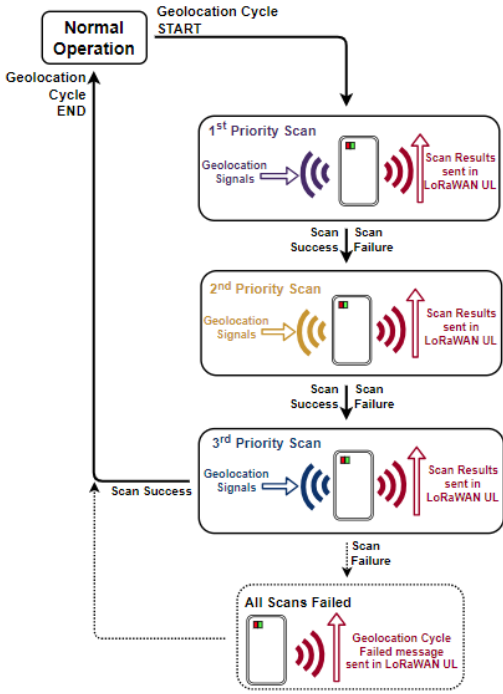 Normal
Operation
Geolocation Cycle
START
Geolocation
Cycle
END
1st Priority Scan
Geolocation
Signals
Scan Results
sent in
LoRaWAN UL
Scan
Success
Scan
Failure
2nd Priority Scan
Geolocation
Signals
Scan Results
sent in
LoRaWAN UL
Scan
Success
Scan
Failure
3rd Priority Scan
Geolocation
Signals
Scan Results
sent in
LoRaWAN UL
Scan Success
Scan
Failure
All Scans Failed
Geolocation Cycle
Failed message
sent in LoRaWAN UL